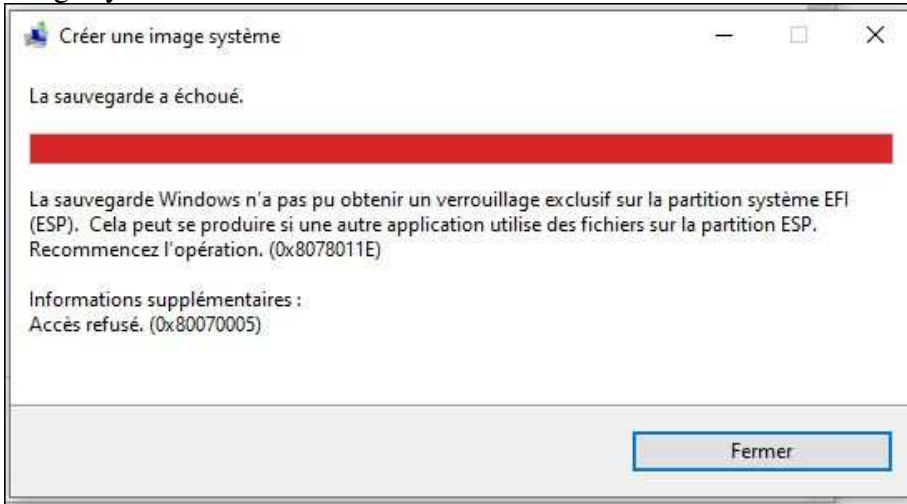 Créer une image système
La sauvegarde a échoué.
La sauvegarde Windows n'a pas pu obtenir un verrouillage exclusif sur la partition système EFI
(ESP).  Cela peut se produire si une autre application utilise des fichiers sur la partition ESP.
Recommencez l'opération. (0x8078011E)
Informations supplémentaires :
Accès refusé. (0x80070005)
Fermer